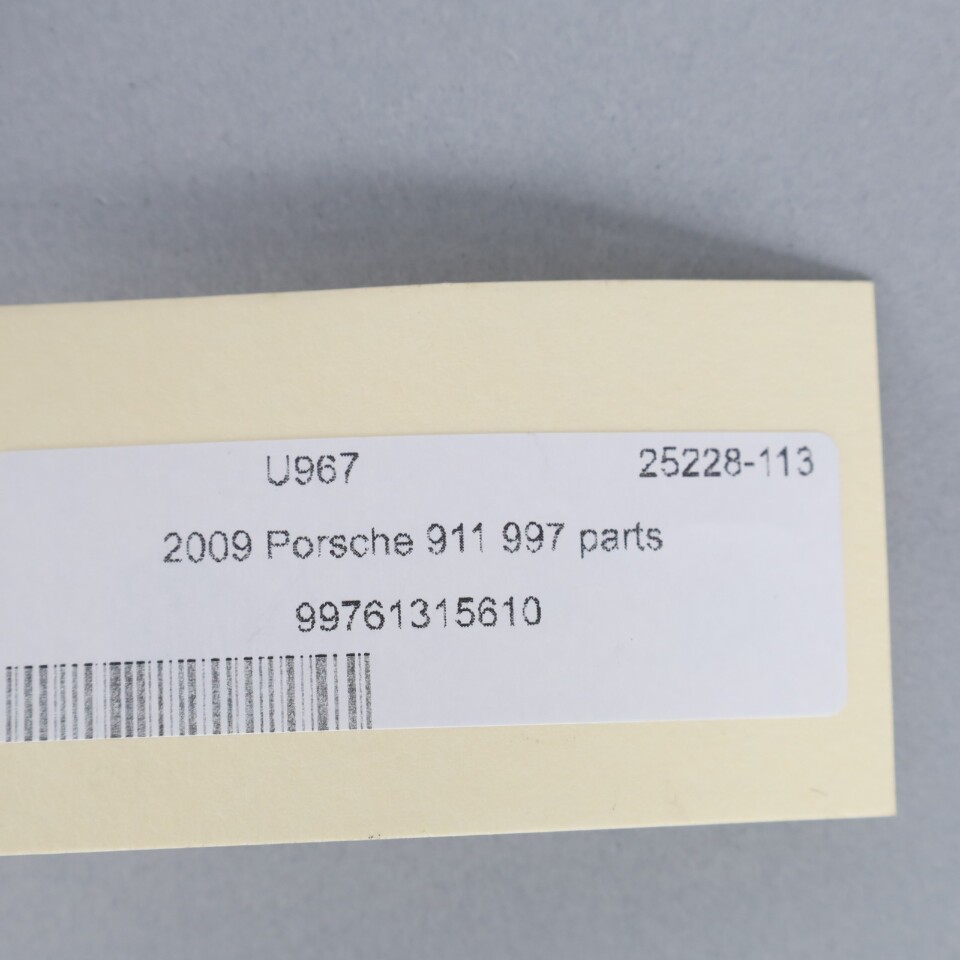 U967 25228-113
2009 Porsche 911 997 parts
99761315610